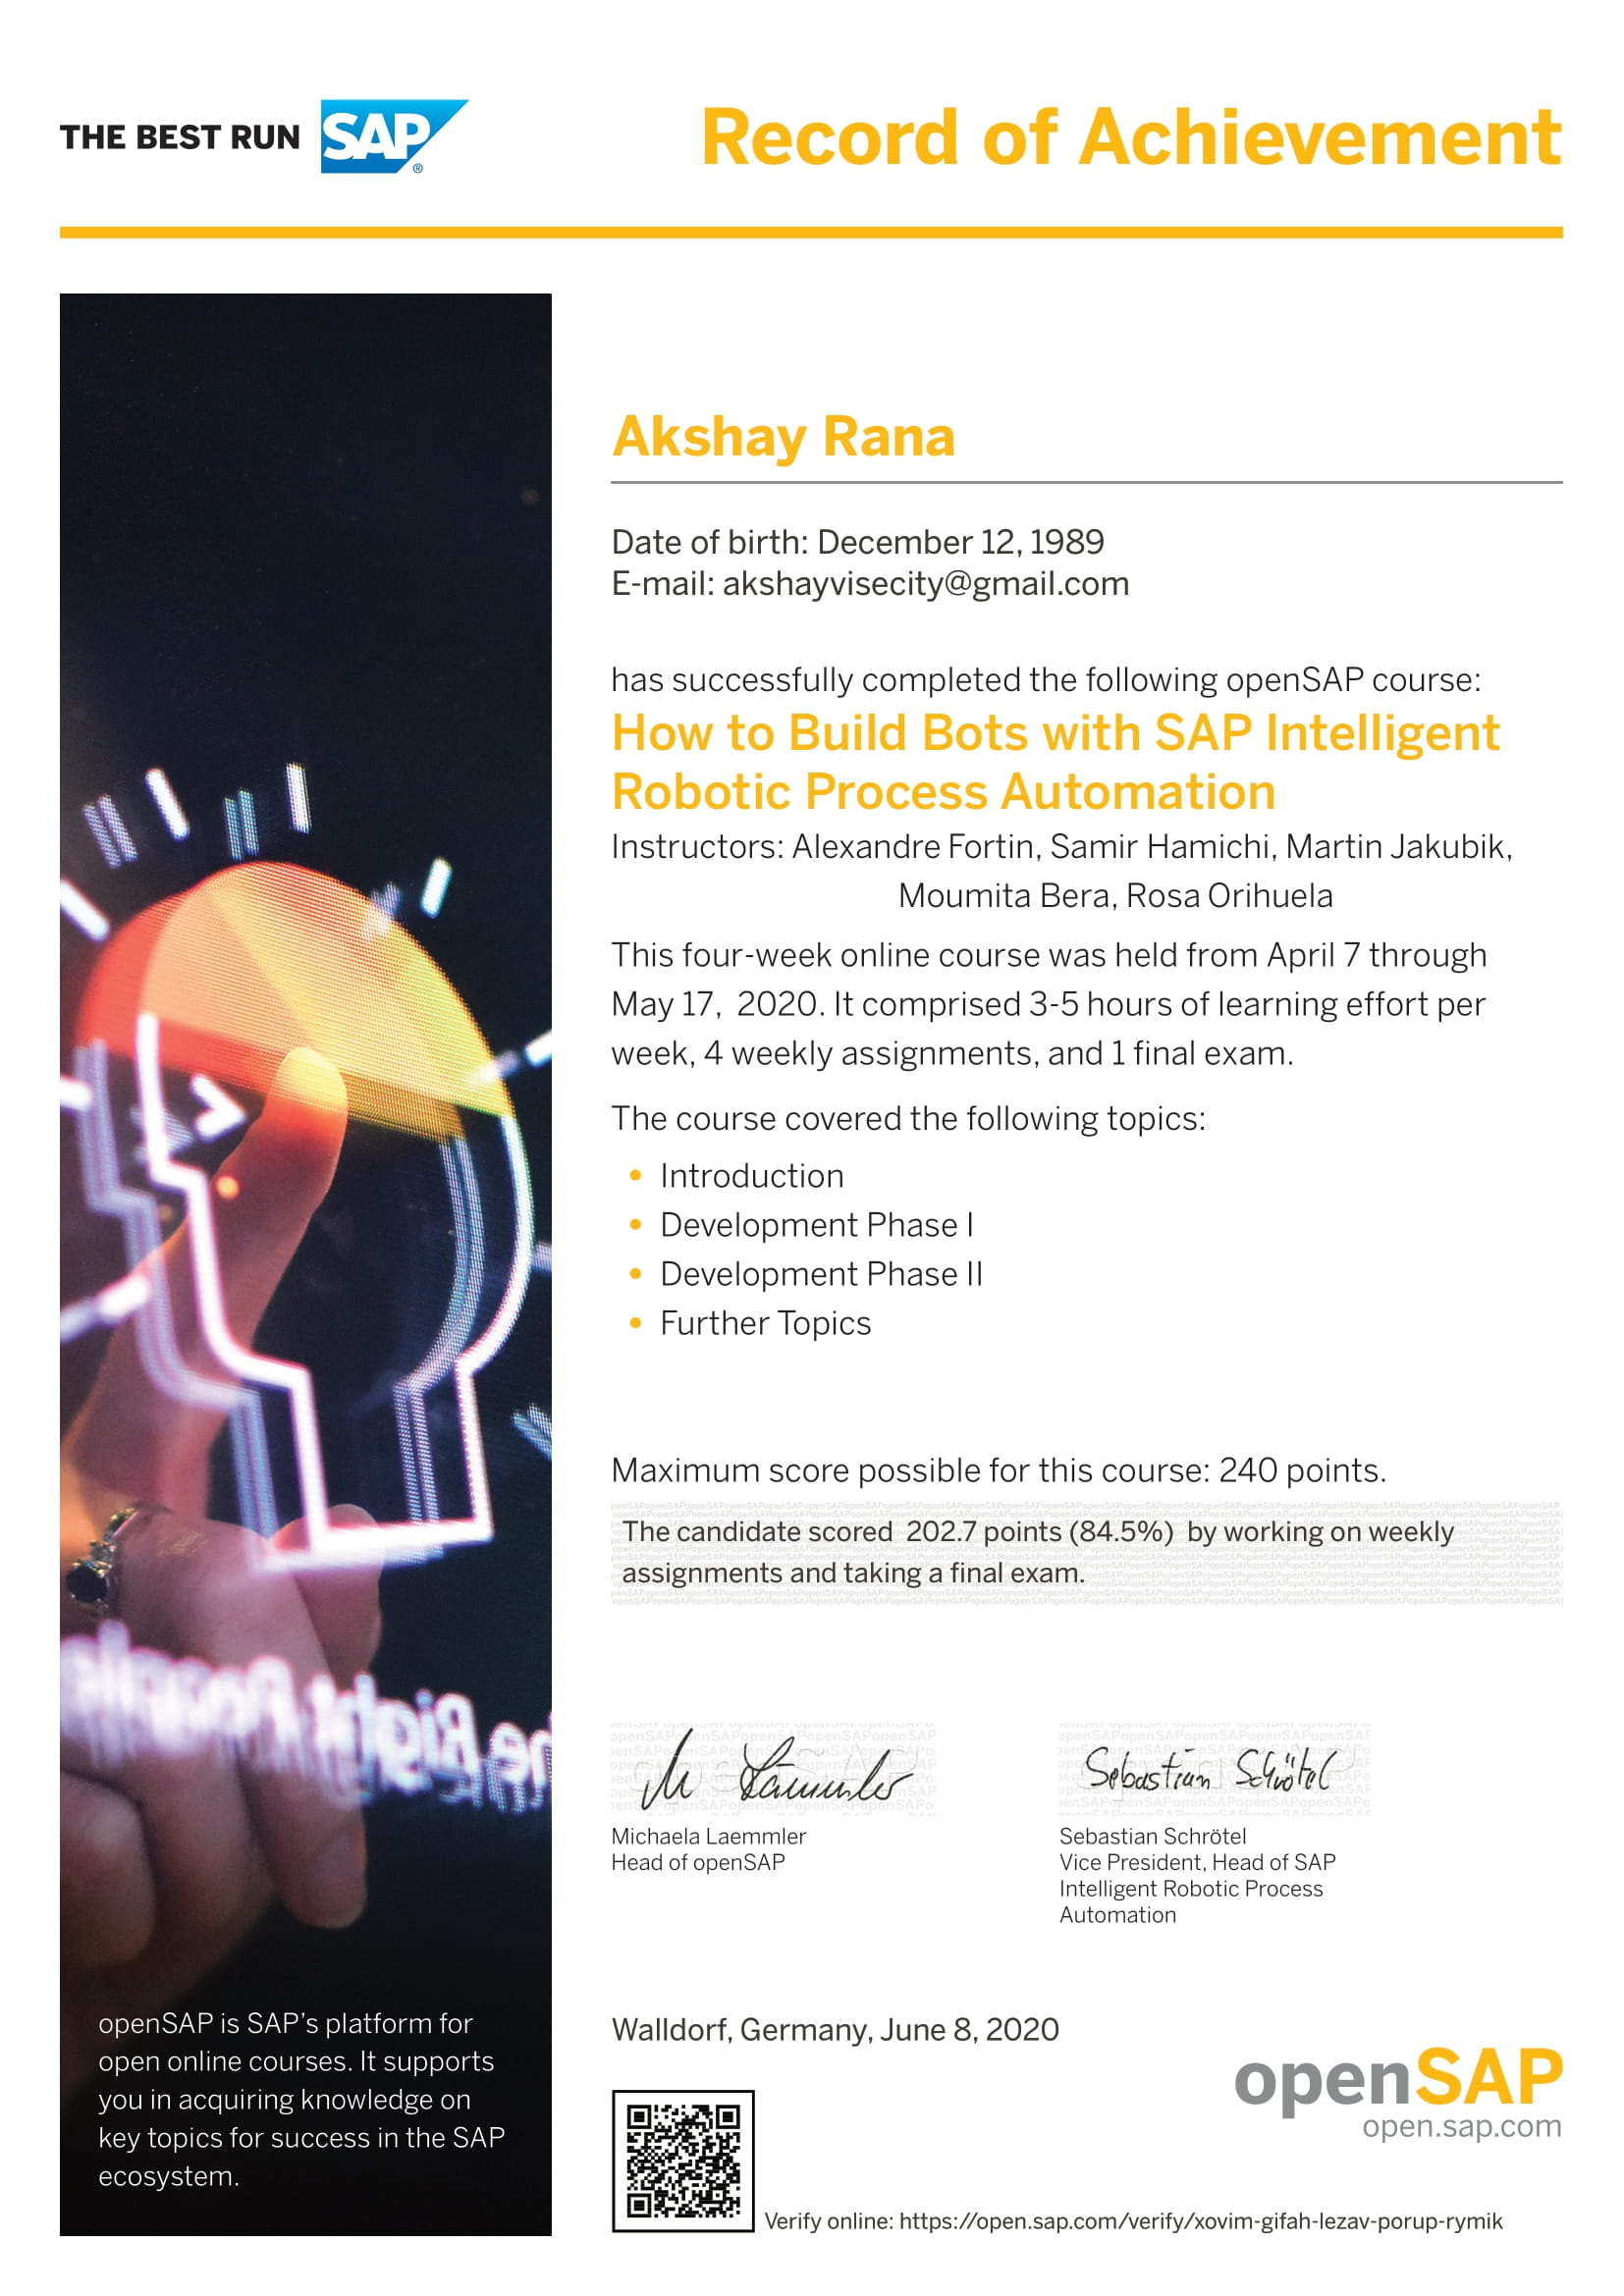 THE BEST RUN SAP®
Record of Achievement
Akshay Rana
Date of birth: December 12, 1989
E-mail: akshayvisecity@gmail.com
has successfully completed the following openSAP course:
How to Build Bots with SAP Intelligent
Robotic Process Automation
Instructors: Alexandre Fortin, Samir Hamichi, Martin Jakubik,
Moumita Bera, Rosa Orihuela
This four-week online course was held from April 7 through
May 17, 2020. It comprised 3-5 hours of learning effort per
week, 4 weekly assignments, and 1 final exam.
The course covered the following topics:
• Introduction
• Development Phase I
• Development Phase II
• Further Topics
Maximum score possible for this course: 240 points.
The candidate scored 202.7 points (84.5%) by working on weekly
assignments and taking a final exam.
Sebastian Schrötel
Michaela Laemmler
Head of openSAP
Sebastian Schrötel
Vice President, Head of SAP
Intelligent Robotic Process
Automation
Walldorf, Germany, June 8, 2020
openSAP
open.sap.com
Verify online: https://open.sap.com/verify/xovim-gifah-lezav-porup-rymik
openSAP is SAP's platform for
open online courses. It supports
you in acquiring knowledge on
key topics for success in the SAP
ecosystem.